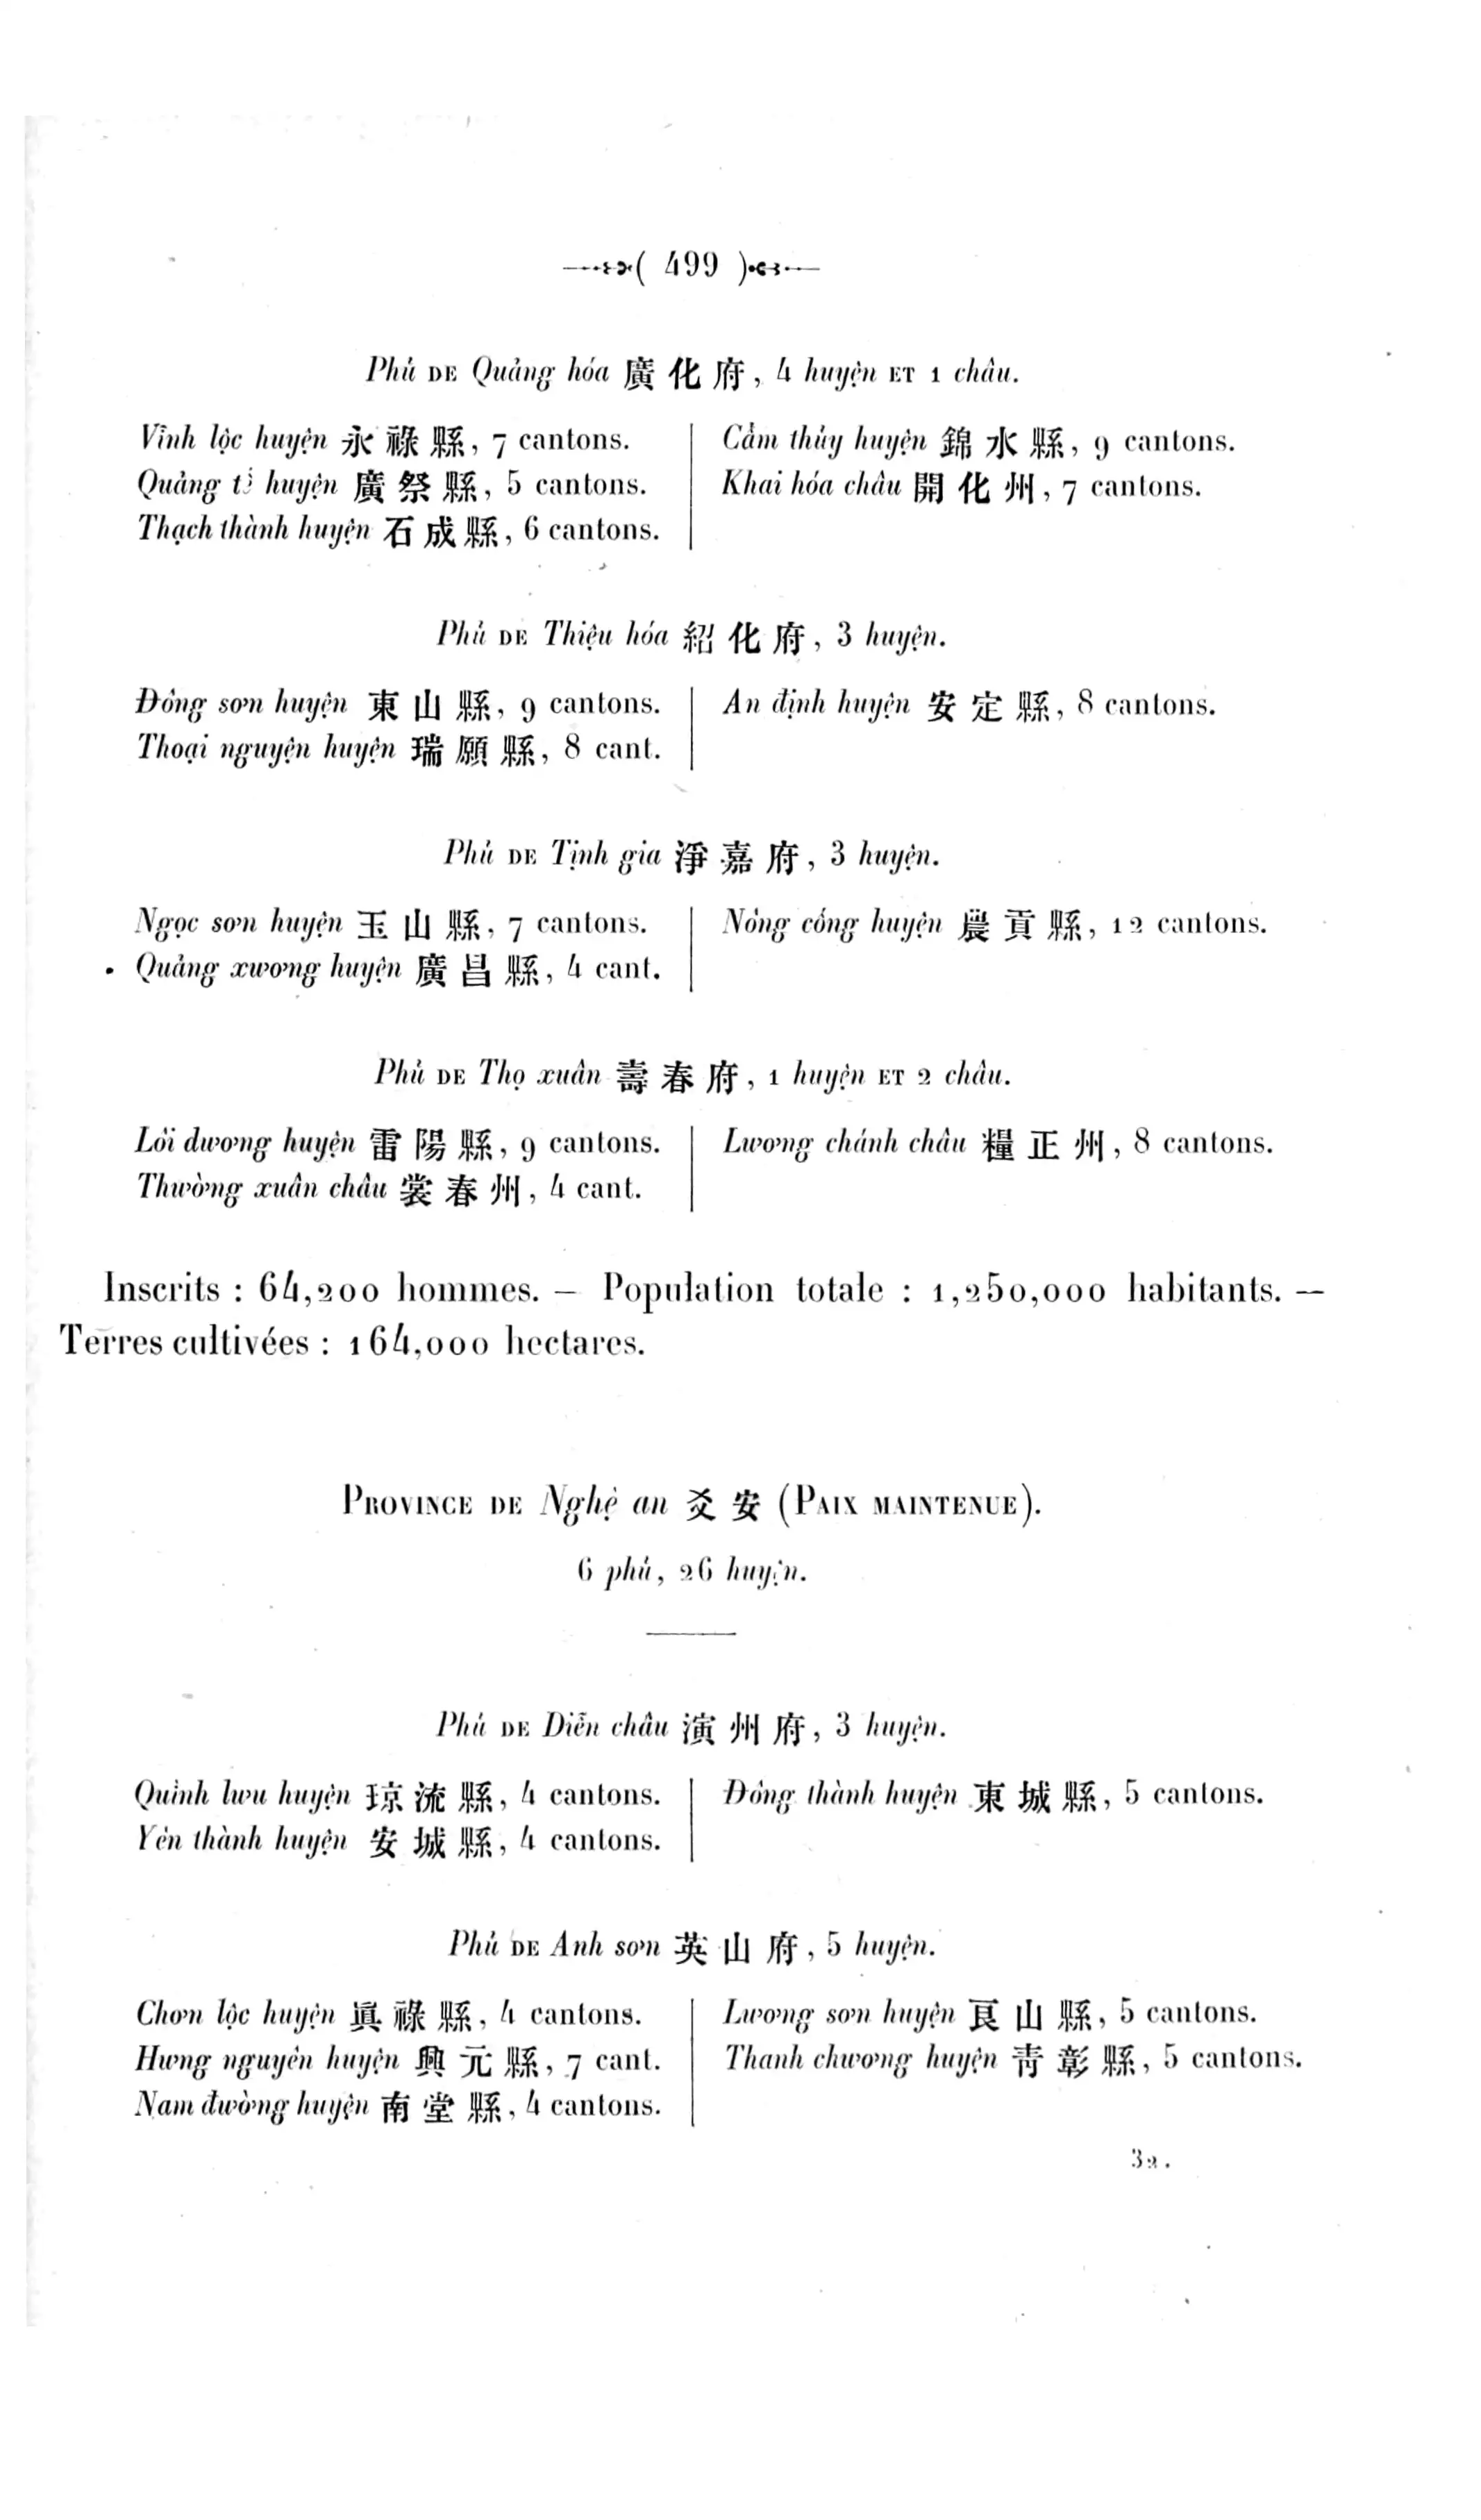 ( 499 )
Phủ DE Quảng hóa 廣化府, 4 huyện ET 1 châu.
Vĩnh lộc huyện 永祿縣, 7 cantons.
Quảng tế huyện 廣祭縣, 5 cantons.
Thạch thành huyện 石成縣, 6 cantons.
Cẩm thủy huyện 錦水縣, 9 cantons.
Khai hóa châu 開化州, 7 cantons.
Phủ DE Thiệu hóa 紹化府, 3 huyện.
Đông sơn huyện 東山縣, 9 cantons.
Thoại nguyện huyện 瑞願縣, 8 cant.
An định huyện 安定縣, 8 cantons.
Phủ DE Tịnh gia 淨嘉府, 3 huyện.
Ngọc sơn huyện 玉山縣, 7 cantons.
Quảng xương huyện 廣昌縣, 4 cant.
Nông cống huyện 農貢縣, 12 cantons.
Phủ DE Thọ xuân 壽春府, 1 huyện ET 2 châu.
Lôi dương huyện 雷陽縣, 9 cantons.
Thường xuân châu 裳春州, 4 cant.
Lương chánh châu 糧正州, 8 cantons.
Inscrits : 64,200 hommes. — Population totale : 1,250,000 habitants. —
Terres cultivées : 164,000 hectares.
PROVINCE DE Nghệ an 爻安 (PAIX MAINTENUE).
6 phủ, 26 huyện.
Phủ DE Diễn châu 演州府, 3 huyện.
Quình lưu huyện 琼流縣, 4 cantons.
Yên thành huyện 安城縣, 4 cantons.
Đông thành huyện 東城縣, 5 cantons.
Phủ DE Anh sơn 英山府, 5 huyện.
Chơn lộc huyện 眞祿縣, 4 cantons.
Hưng nguyên huyện 興元縣, 7 cant.
Nam đường huyện 南堂縣, 4 cantons.
Lương sơn huyện 莨山縣, 5 cantons.
Thanh chương huyện 靑彰縣, 5 cantons.
32.